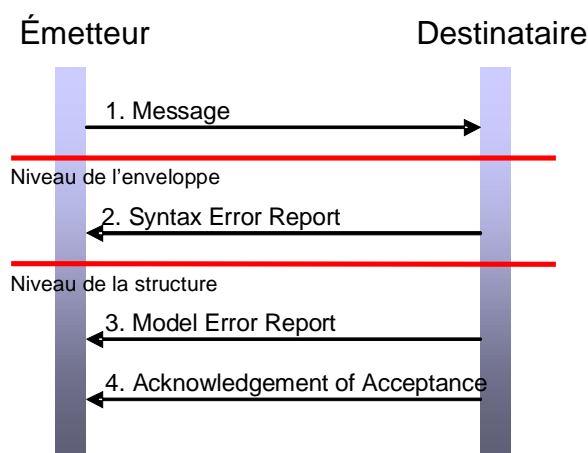 Émetteur
Destinataire
1. Message
Niveau de l'enveloppe
2. Syntax Error Report
Niveau de la structure
3. Model Error Report
4. Acknowledgement of Acceptance